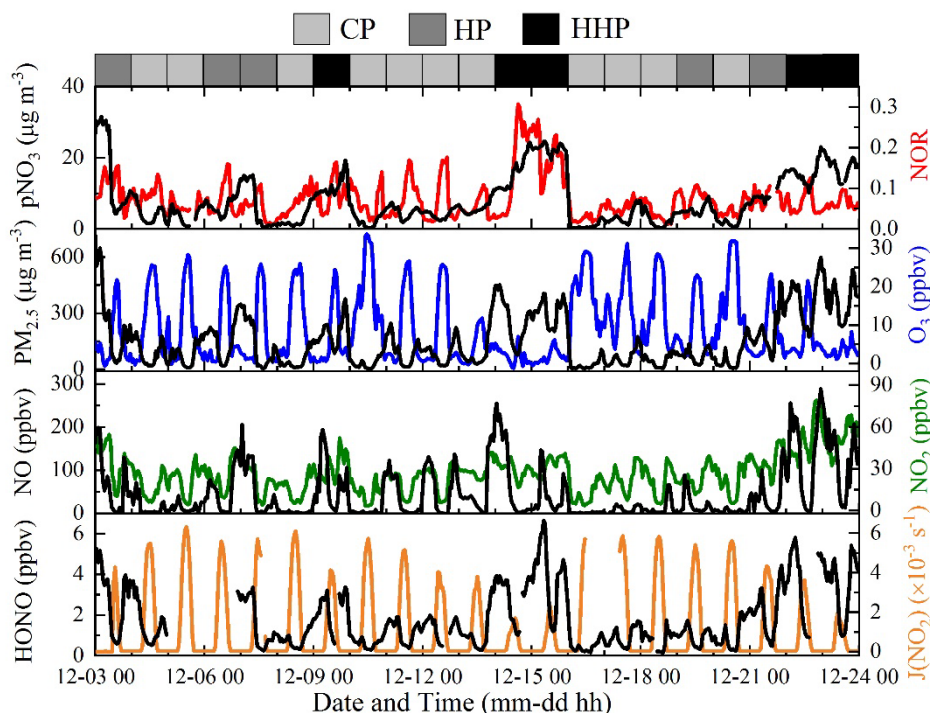 CP HP HHP
40
20
0
pNO₃ (μg m⁻³)
0.3
0.2
0.1
0.0
NOR
600
300
0
PM₂.₅ (μg m⁻³)
30
20
10
0
O₃ (ppbv)
300
200
100
0
NO (ppbv)
90
60
30
0
NO₂ (ppbv)
6
4
2
0
HONO (ppbv)
6
4
2
0
J(NO₂) (×10⁻³ s⁻¹)
12-03 00 12-06 00 12-09 00 12-12 00 12-15 00 12-18 00 12-21 00 12-24 00
Date and Time (mm-dd hh)